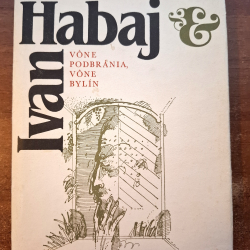 Ivan
Habaj &
VÔNE
PODBRÁNIA,
VÔNE
BYLÍN